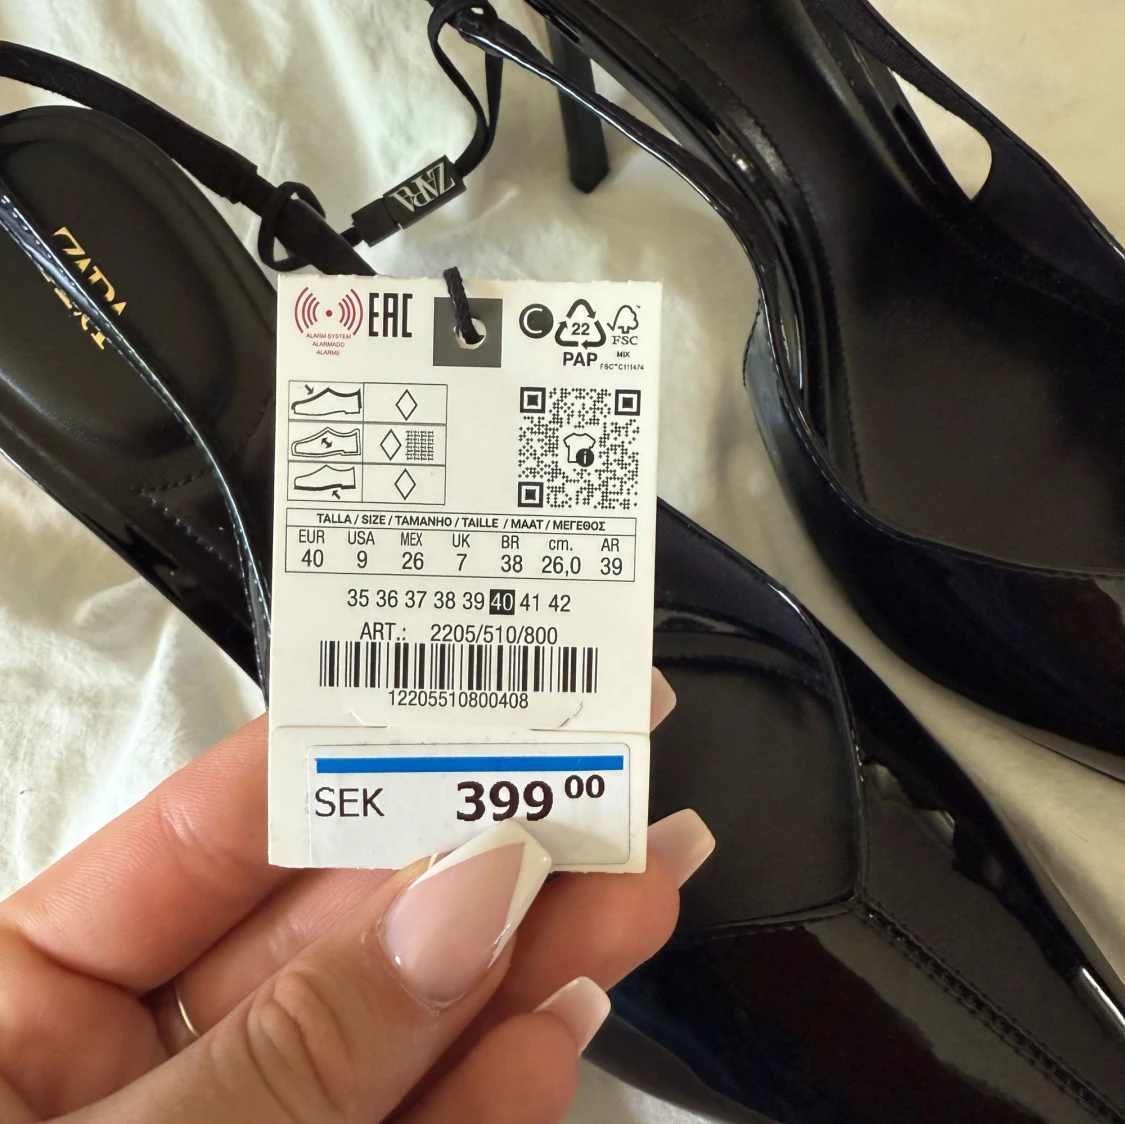 ZARA
ZARA
ALARM SYSTEM
ALARMADO
ALARME
EAC
C
22
PAP
FSC
MIX
FSC™C111474
i
TALLA / SIZE / TAMANHO / TAILLE / MAAT / ΜΕΓΕΘΟΣ
EUR USA MEX UK BR cm. AR
40 9 26 7 38 26,0 39
35 36 37 38 39 40 41 42
ART.: 2205/510/800
12205510800408
SEK 399 00